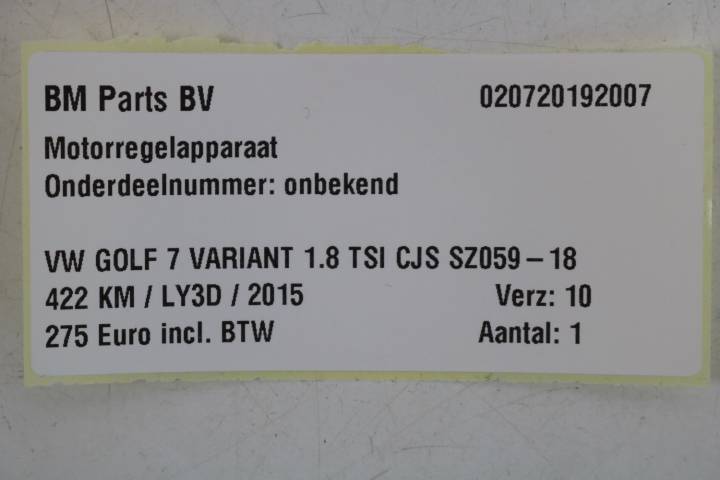 BM Parts BV 020720192007
Motorregelapparaat
Onderdeelnummer: onbekend
VW GOLF 7 VARIANT 1.8 TSI CJS SZ059-18
422 KM / LY3D / 2015 Verz: 10
275 Euro incl. BTW Aantal: 1